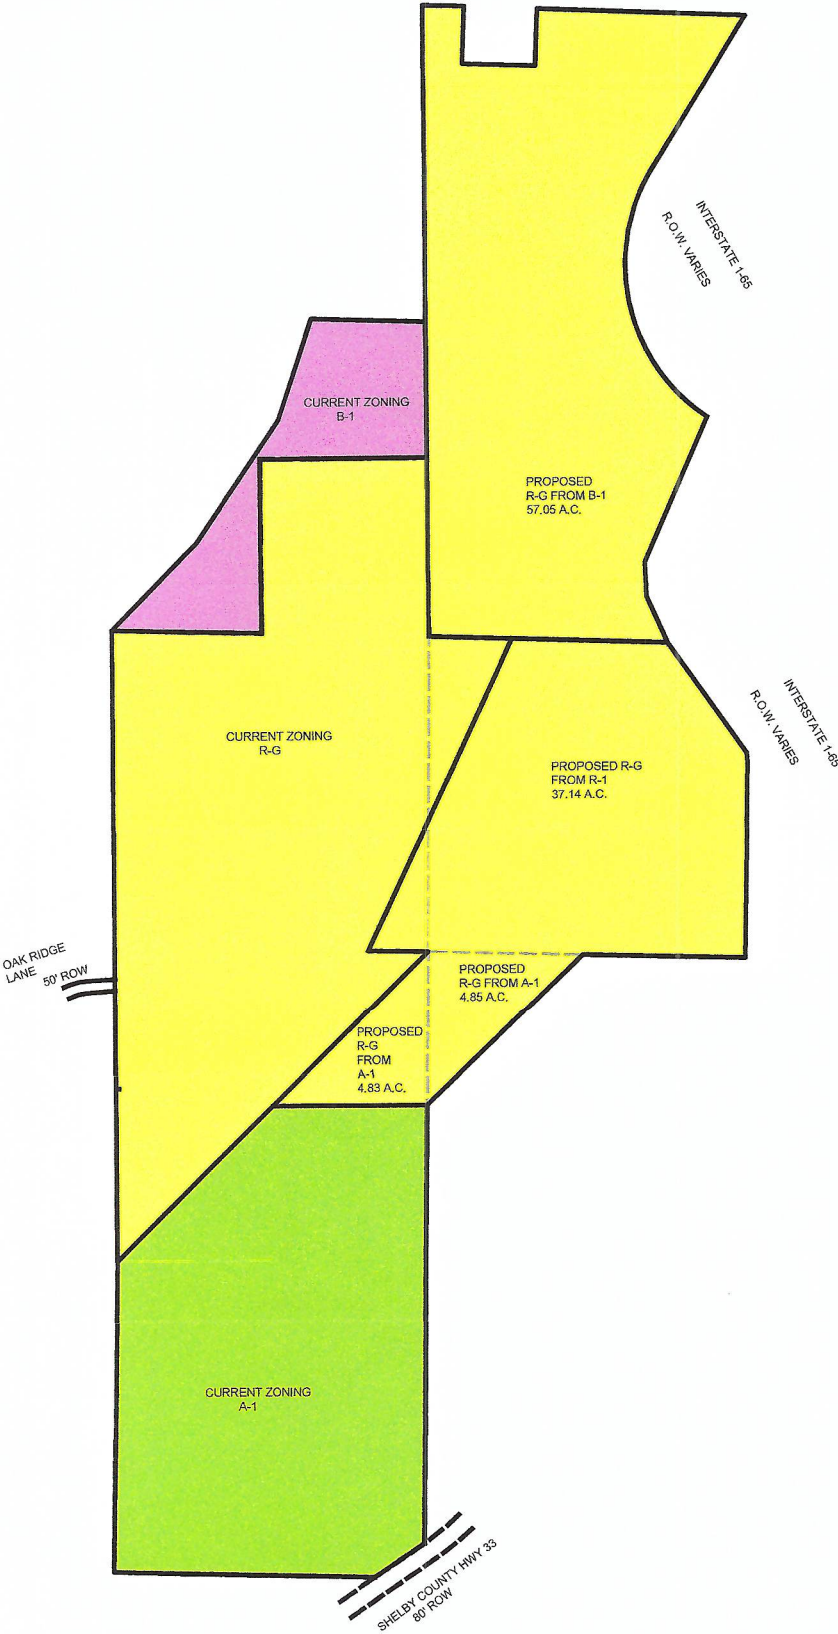 INTERSTATE 1-65
R.O.W. VARIES
CURRENT ZONING
B-1
PROPOSED
R-G FROM B-1
57.05 A.C.
CURRENT ZONING
R-G
INTERSTATE 1-65
R.O.W. VARIES
PROPOSED R-G
FROM R-1
37.14 A.C.
OAK RIDGE
LANE 50' ROW
PROPOSED
R-G FROM A-1
4.85 A.C.
PROPOSED
R-G
FROM
A-1
4.83 A.C.
CURRENT ZONING
A-1
SHELBY COUNTY HWY 33
80' ROW